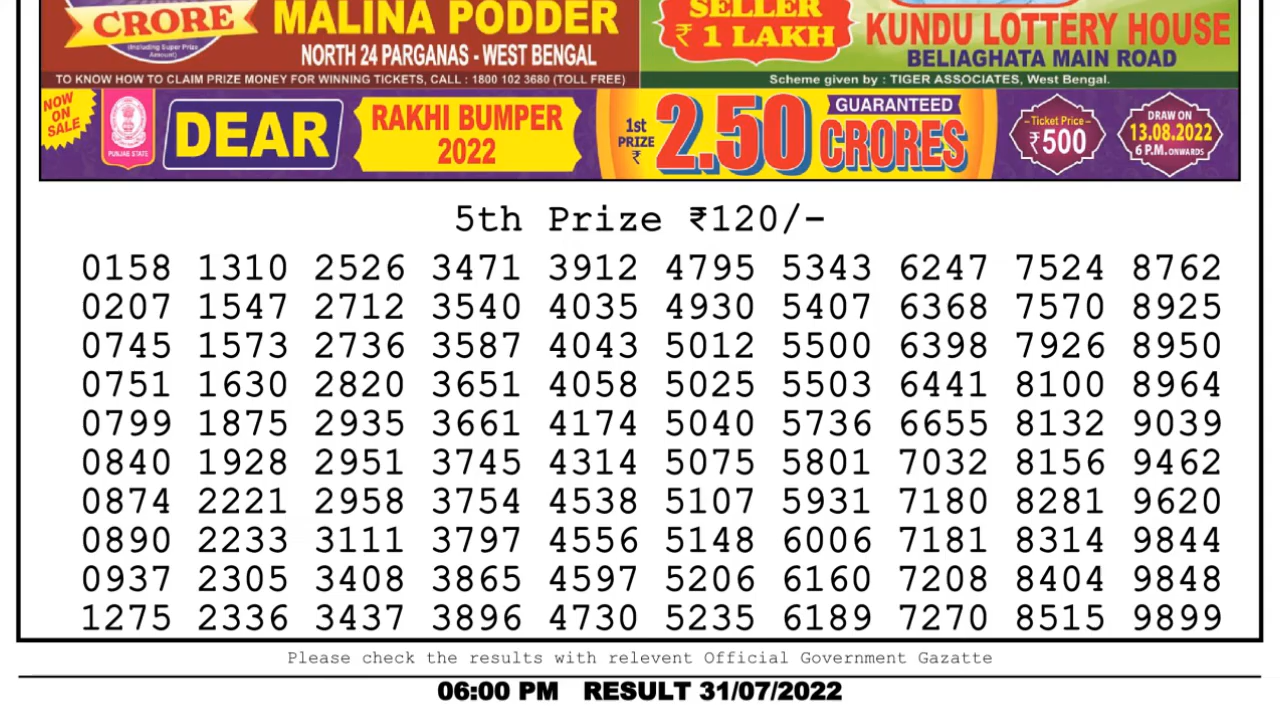 CRORE
(Including Super Prize Amount)
MALINA PODDER
NORTH 24 PARGANAS - WEST BENGAL
TO KNOW HOW TO CLAIM PRIZE MONEY FOR WINNING TICKETS, CALL : 1800 102 3680 (TOLL FREE)
SELLER
₹ 1 LAKH
KUNDU LOTTERY HOUSE
BELIAGHATA MAIN ROAD
Scheme given by : TIGER ASSOCIATES, West Bengal.
NOW
ON
SALE
PUNJAB STATE
DEAR
RAKHI BUMPER
2022
1st
PRIZE
₹
2.50
GUARANTEED
CRORES
Ticket Price
₹500
DRAW ON
13.08.2022
6 P.M. ONWARDS
5th Prize ₹120/-
0158 1310 2526 3471 3912 4795 5343 6247 7524 8762
0207 1547 2712 3540 4035 4930 5407 6368 7570 8925
0745 1573 2736 3587 4043 5012 5500 6398 7926 8950
0751 1630 2820 3651 4058 5025 5503 6441 8100 8964
0799 1875 2935 3661 4174 5040 5736 6655 8132 9039
0840 1928 2951 3745 4314 5075 5801 7032 8156 9462
0874 2221 2958 3754 4538 5107 5931 7180 8281 9620
0890 2233 3111 3797 4556 5148 6006 7181 8314 9844
0937 2305 3408 3865 4597 5206 6160 7208 8404 9848
1275 2336 3437 3896 4730 5235 6189 7270 8515 9899
Please check the results with relevent Official Government Gazatte
06:00 PM RESULT 31/07/2022